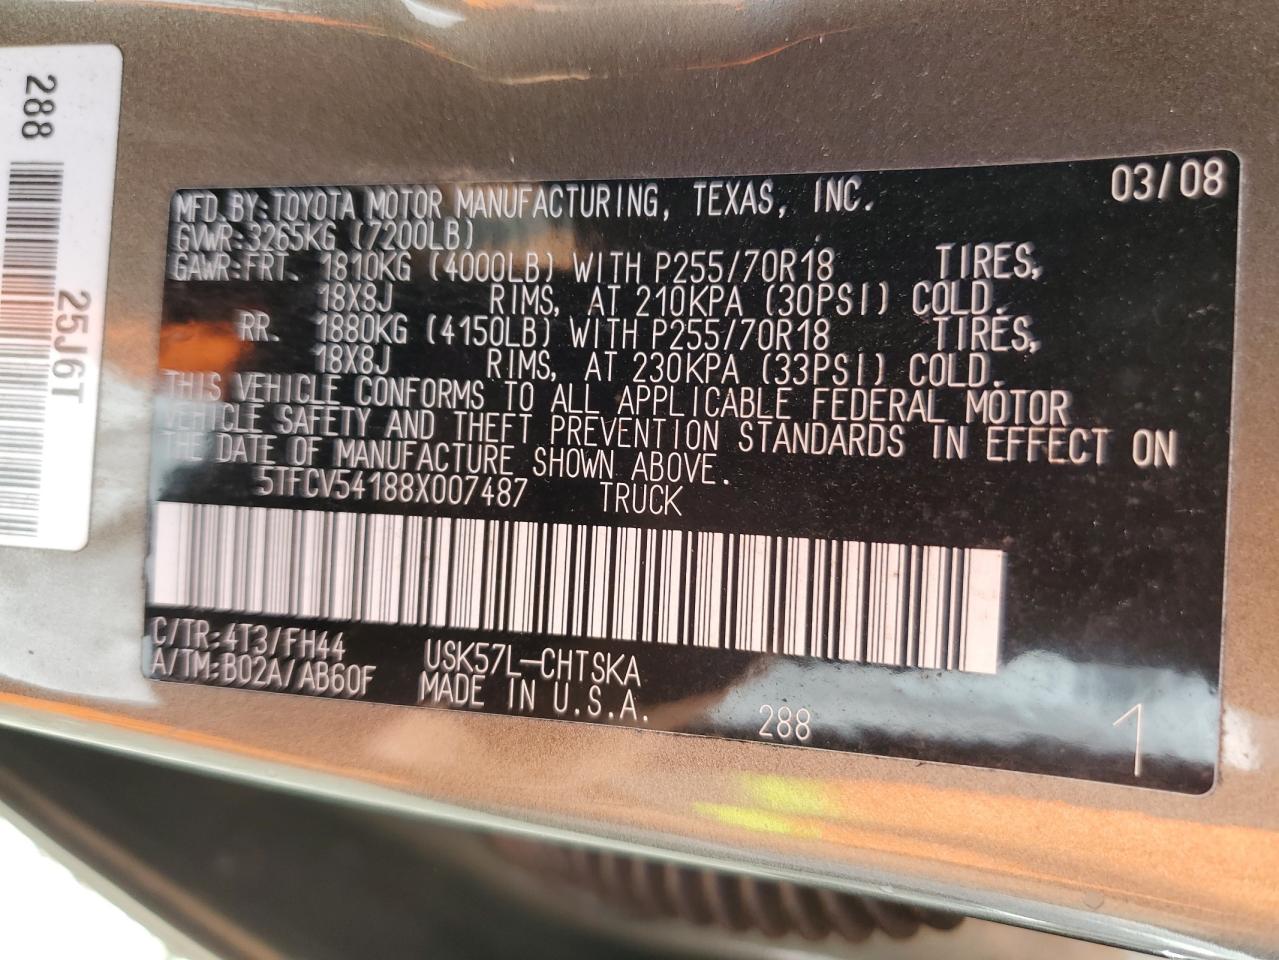 288
25J6T
MFD.BY:TOYOTA MOTOR MANUFACTURING, TEXAS, INC. 03/08
GVWR:3265KG (7200LB)
GAWR:FRT. 1810KG (4000LB) WITH P255/70R18 TIRES,
18X8J RIMS, AT 210KPA (30PSI) COLD.
RR. 1880KG (4150LB) WITH P255/70R18 TIRES,
18X8J RIMS, AT 230KPA (33PSI) COLD.
THIS VEHICLE CONFORMS TO ALL APPLICABLE FEDERAL MOTOR
VEHICLE SAFETY AND THEFT PREVENTION STANDARDS IN EFFECT ON
THE DATE OF MANUFACTURE SHOWN ABOVE.
5TFCV54188X007487 TRUCK
C/TR:4T3/FH44 USK57L-CHTSKA
A/TM:B02A/AB60F MADE IN U.S.A.
288 1